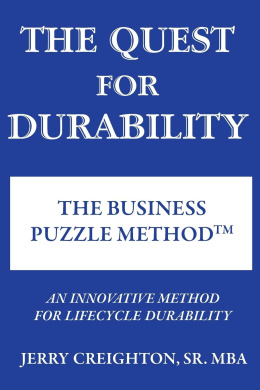 THE QUEST
FOR
DURABILITY
THE BUSINESS
PUZZLE METHOD™
AN INNOVATIVE METHOD
FOR LIFECYCLE DURABILITY
JERRY CREIGHTON, SR. MBA